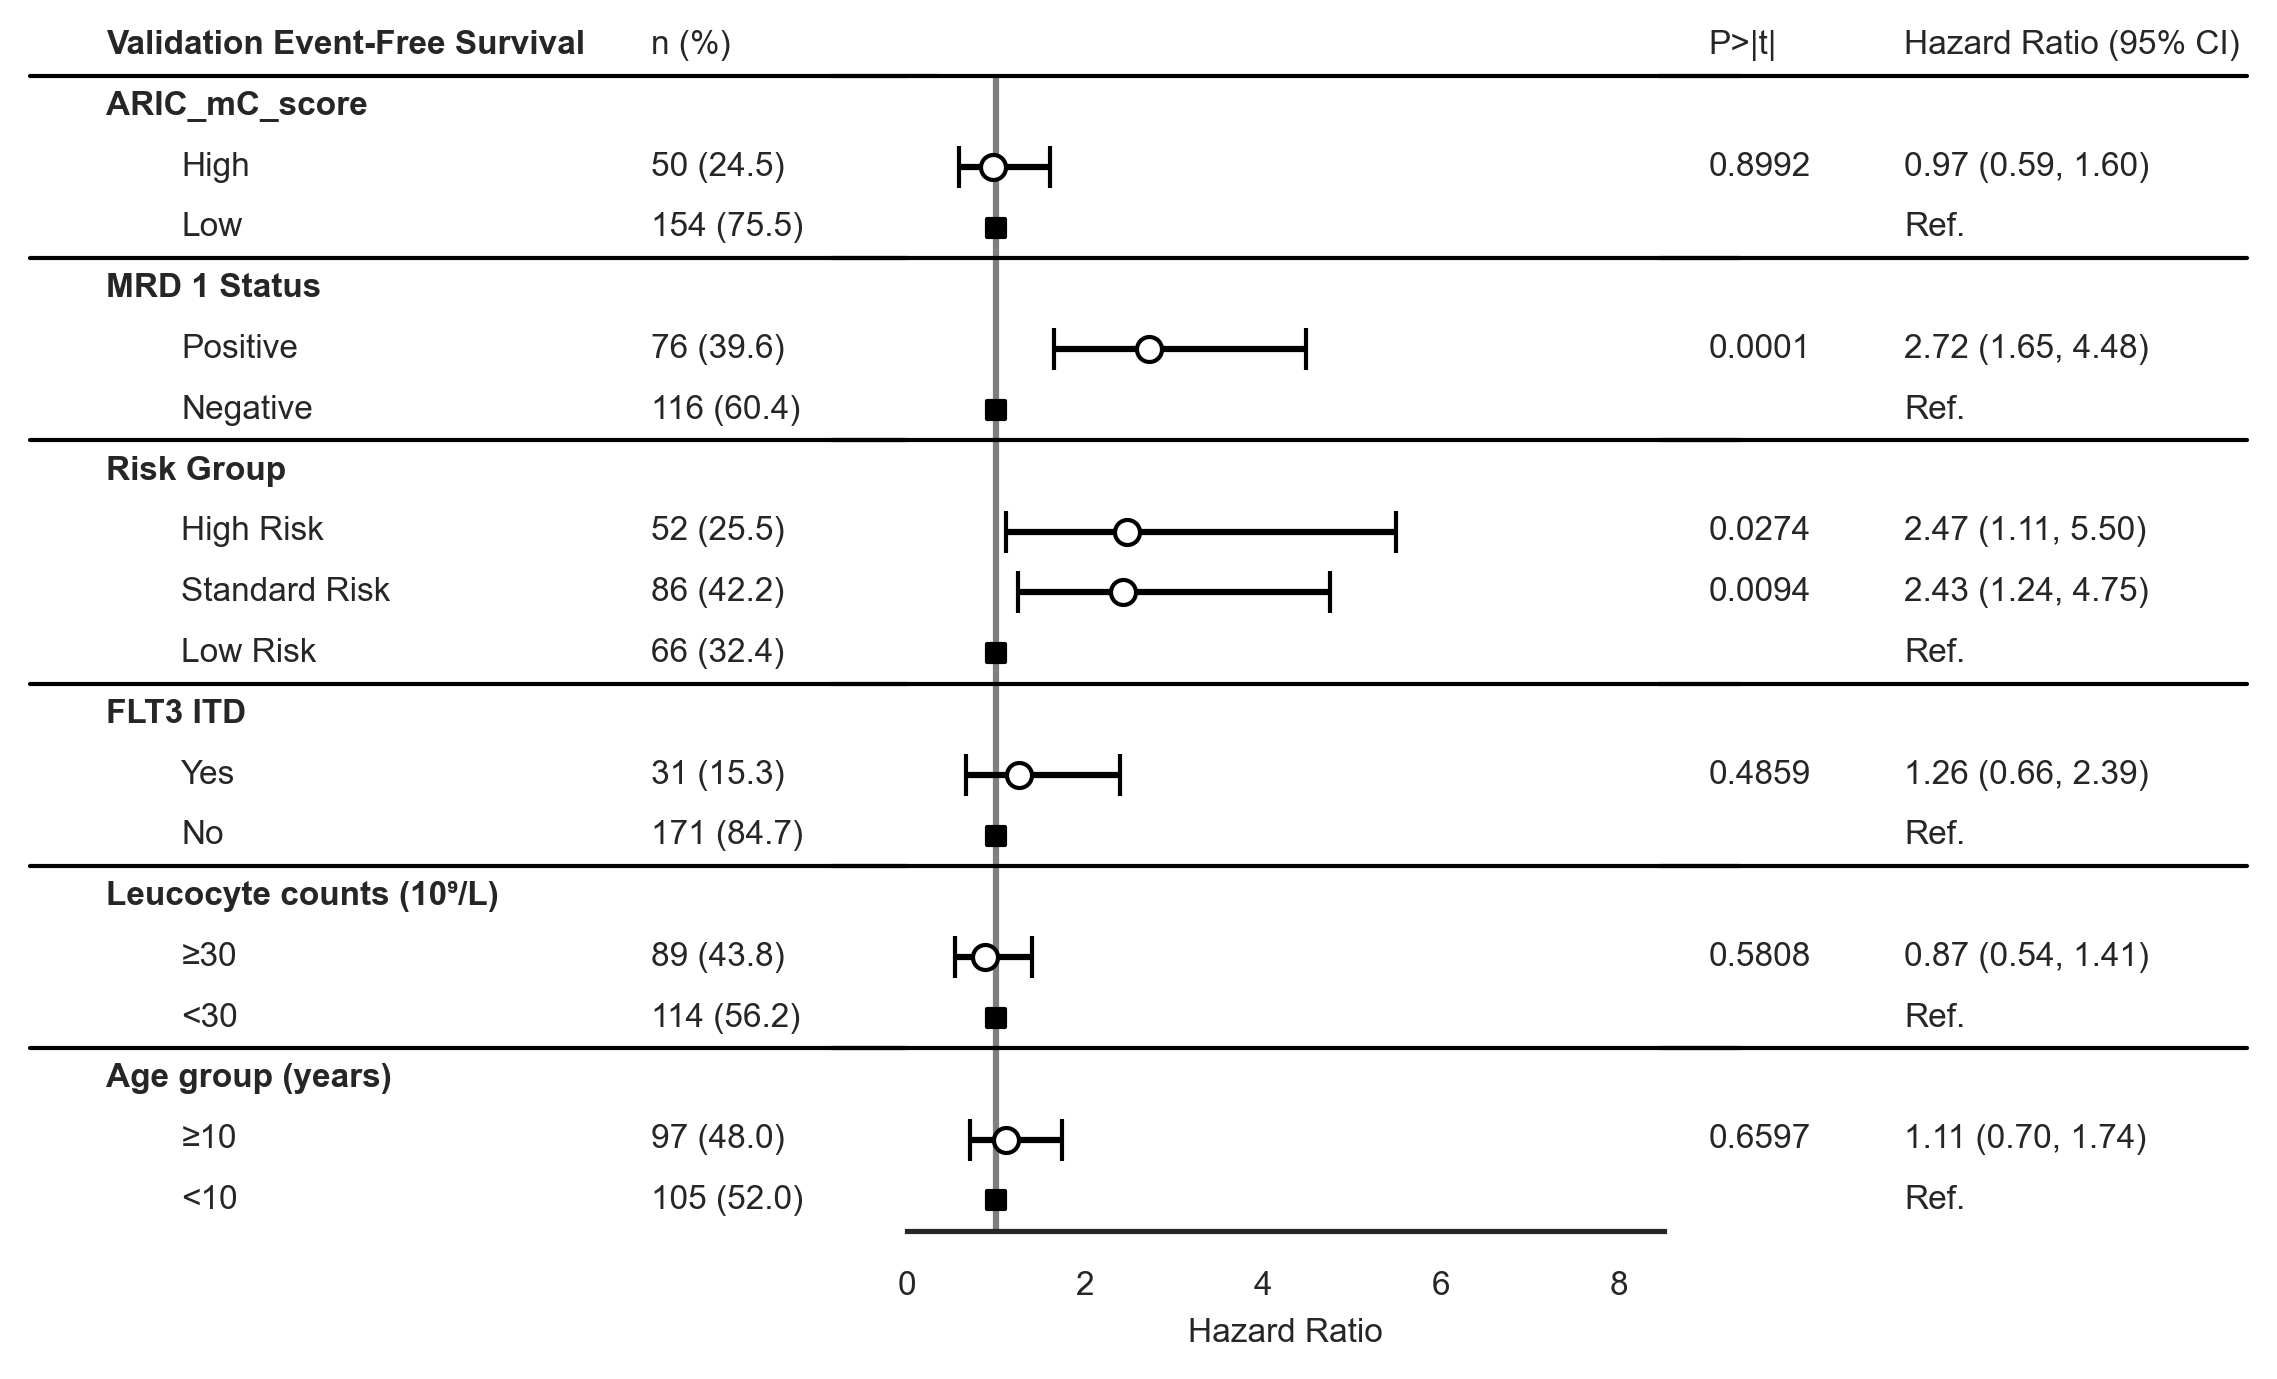 Validation Event-Free Survival n (%) P>|t| Hazard Ratio (95% CI)
ARIC_mC_score
High 50 (24.5) 0.8992 0.97 (0.59, 1.60)
Low 154 (75.5) Ref.
MRD 1 Status
Positive 76 (39.6) 0.0001 2.72 (1.65, 4.48)
Negative 116 (60.4) Ref.
Risk Group
High Risk 52 (25.5) 0.0274 2.47 (1.11, 5.50)
Standard Risk 86 (42.2) 0.0094 2.43 (1.24, 4.75)
Low Risk 66 (32.4) Ref.
FLT3 ITD
Yes 31 (15.3) 0.4859 1.26 (0.66, 2.39)
No 171 (84.7) Ref.
Leucocyte counts (10⁹/L)
≥30 89 (43.8) 0.5808 0.87 (0.54, 1.41)
<30 114 (56.2) Ref.
Age group (years)
≥10 97 (48.0) 0.6597 1.11 (0.70, 1.74)
<10 105 (52.0) Ref.
0 2 4 6 8
Hazard Ratio